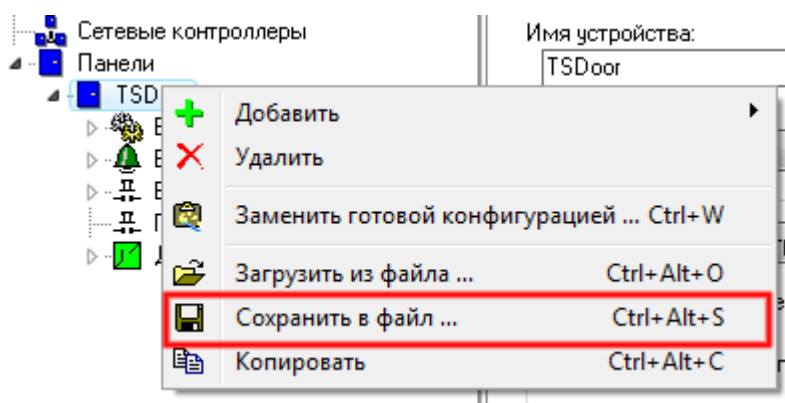 Сетевые контроллеры
Имя устройства:
Панели
TSDoor
TSD
Добавить
Удалить
Заменить готовой конфигурацией ... Ctrl+W
Загрузить из файла ... Ctrl+Alt+O
Сохранить в файл ... Ctrl+Alt+S
Копировать Ctrl+Alt+C